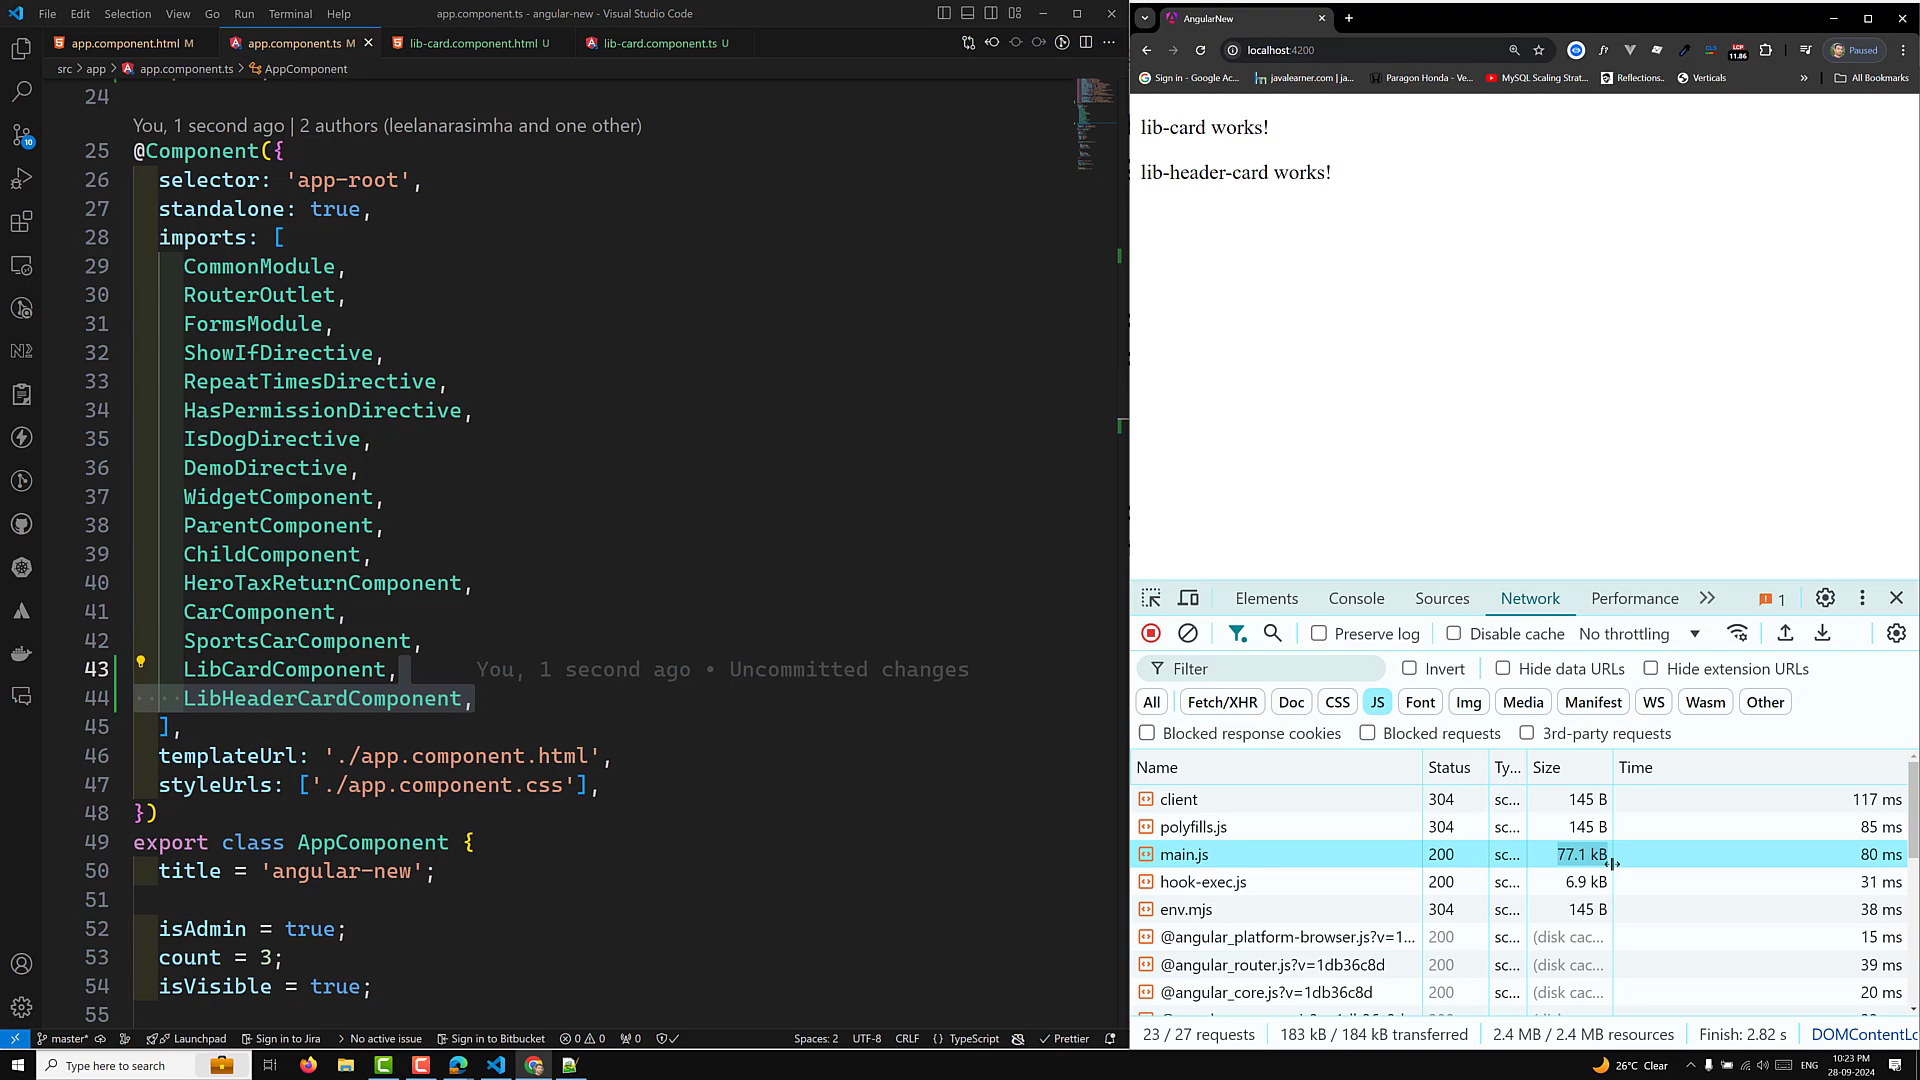 File Edit Selection View Go Run Terminal Help
app.component.ts - angular-new - Visual Studio Code
app.component.html M
app.component.ts M
lib-card.component.html U
lib-card.component.ts U
src > app > app.component.ts > AppComponent
24
You, 1 second ago | 2 authors (leelanarasimha and one other)
25 @Component({
26 selector: 'app-root',
27 standalone: true,
28 imports: [
29 CommonModule,
30 RouterOutlet,
31 FormsModule,
32 ShowIfDirective,
33 RepeatTimesDirective,
34 HasPermissionDirective,
35 IsDogDirective,
36 DemoDirective,
37 WidgetComponent,
38 ParentComponent,
39 ChildComponent,
40 HeroTaxReturnComponent,
41 CarComponent,
42 SportsCarComponent,
43 LibCardComponent, You, 1 second ago • Uncommitted changes
44 LibHeaderCardComponent,
45 ],
46 templateUrl: './app.component.html',
47 styleUrls: ['./app.component.css'],
48 })
49 export class AppComponent {
50 title = 'angular-new';
51
52 isAdmin = true;
53 count = 3;
54 isVisible = true;
55
10
master* Launchpad Sign in to Jira No active issue Sign in to Bitbucket 0 0 0 Spaces: 2 UTF-8 CRLF {} TypeScript Prettier
AngularNew
localhost:4200
Paused
Sign in - Google Ac... javalearner.com | ja... Paragon Honda - Ve... MySQL Scaling Strat... Reflections.. Verticals » All Bookmarks
lib-card works!
lib-header-card works!
Elements Console Sources Network Performance 1
Preserve log Disable cache No throttling
Filter Invert Hide data URLs Hide extension URLs
All Fetch/XHR Doc CSS JS Font Img Media Manifest WS Wasm Other
Blocked response cookies Blocked requests 3rd-party requests
Name Status Ty... Size Time
client 304 sc... 145 B 117 ms
polyfills.js 304 sc... 145 B 85 ms
main.js 200 sc... 77.1 kB 80 ms
hook-exec.js 200 sc... 6.9 kB 31 ms
env.mjs 304 sc... 145 B 38 ms
@angular_platform-browser.js?v=1... 200 sc... (disk cac... 15 ms
@angular_router.js?v=1db36c8d 200 sc... (disk cac... 39 ms
@angular_core.js?v=1db36c8d 200 sc... (disk cac... 20 ms
23 / 27 requests 183 kB / 184 kB transferred 2.4 MB / 2.4 MB resources Finish: 2.82 s DOMContentLo
Type here to search
26°C Clear
ENG
10:23 PM
28-09-2024